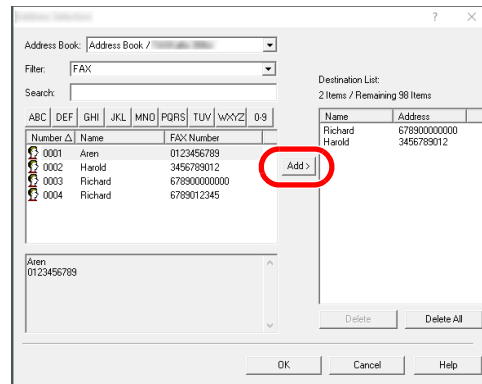 ? ×
Address Book: Address Book /
Filter: FAX
Search:
Destination List:
2 Items / Remaining 98 Items
ABC DEF GHI JKL MNO PQRS TUV WXYZ 0-9
Number △ Name FAX Number
0001 Aren 0123456789
0002 Harold 3456789012
0003 Richard 678900000000
0004 Richard 6789012345
Add >
Name Address
Richard 678900000000
Harold 3456789012
Aren
0123456789
Delete Delete All
OK Cancel Help